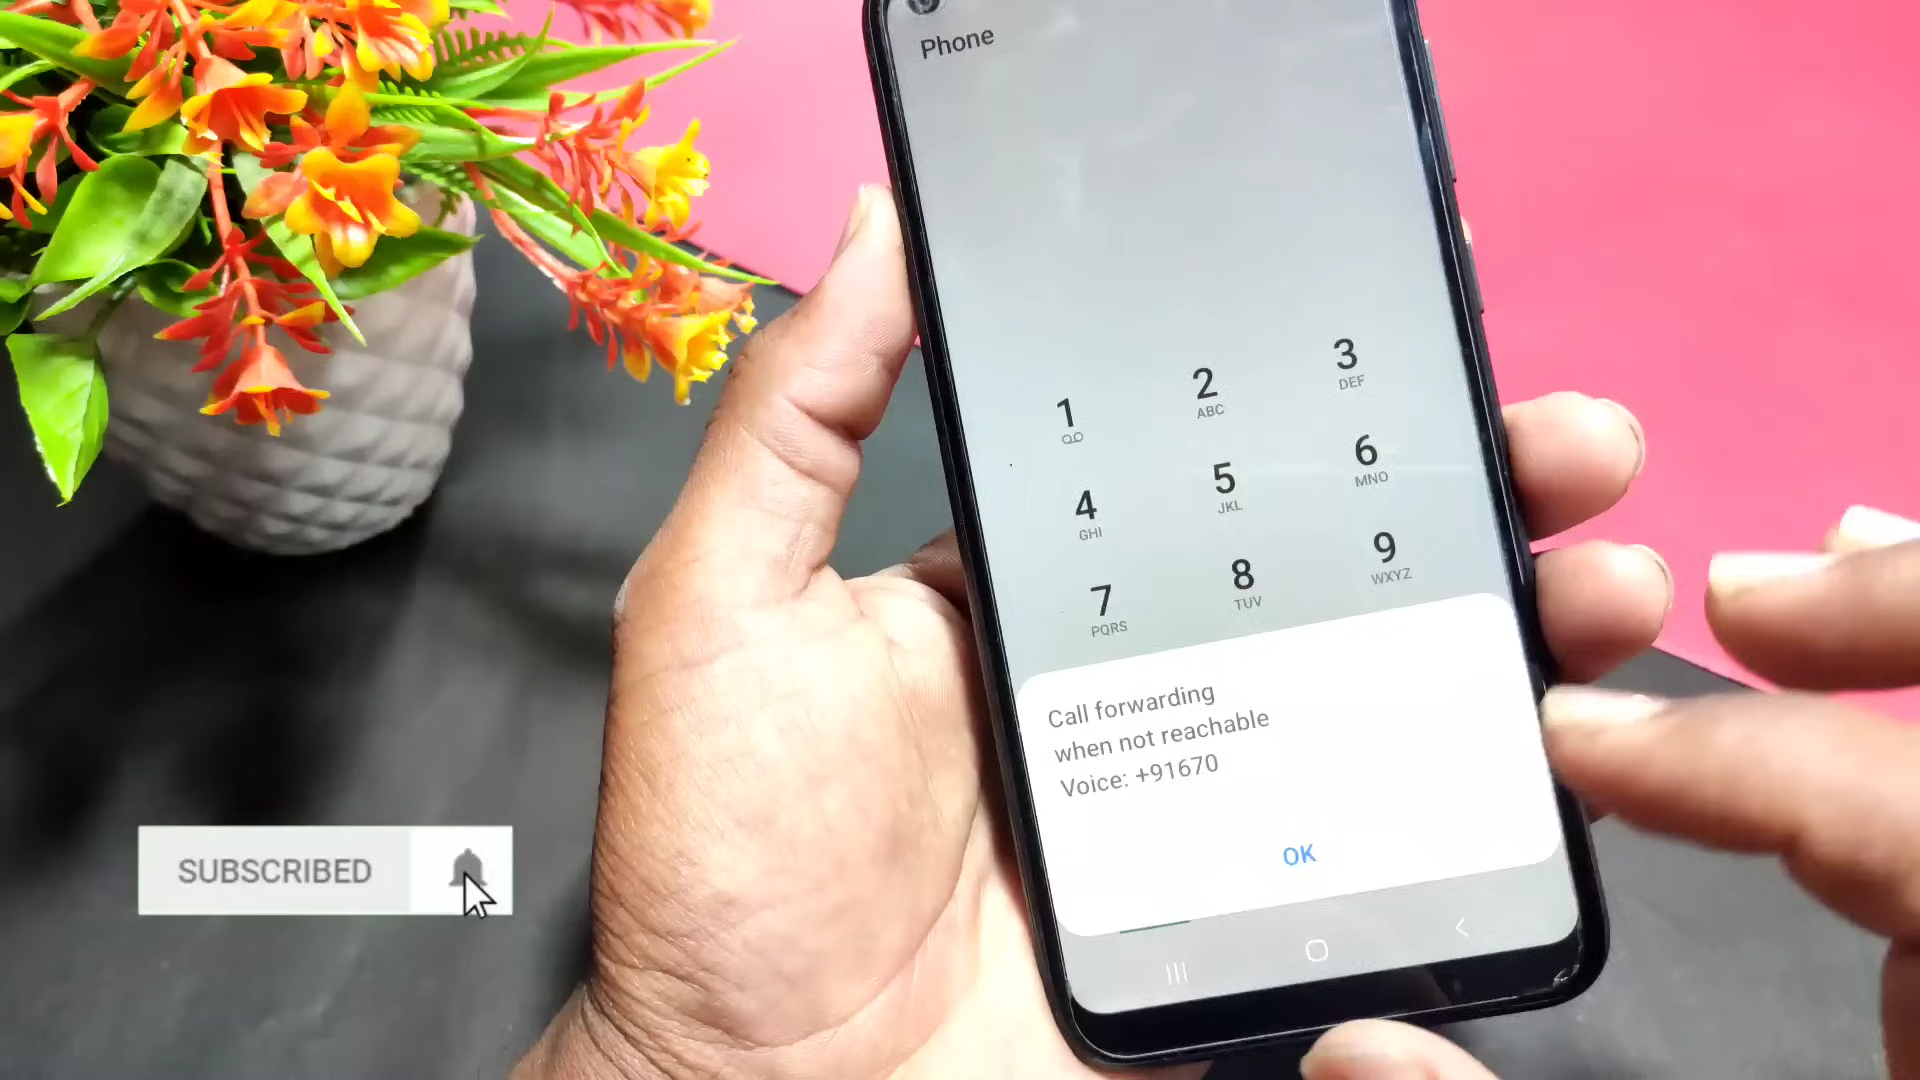 Phone
1
2
ABC
3
DEF
4
GHI
5
JKL
6
MNO
7
PQRS
8
TUV
9
WXYZ
Call forwarding
when not reachable
Voice: +91670
OK
SUBSCRIBED